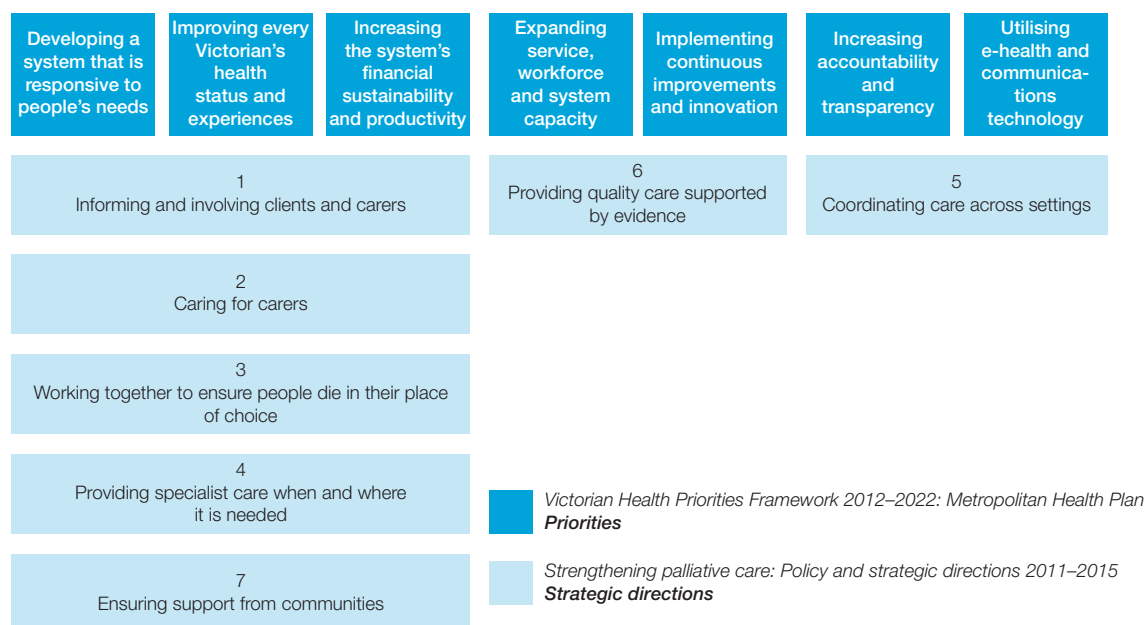 Developing a
system that is
responsive to
people's needs
Improving every
Victorian's
health
status and
experiences
Increasing
the system's
financial
sustainability
and productivity
Expanding
service,
workforce
and system
capacity
Implementing
continuous
improvements
and innovation
Increasing
accountability
and
transparency
Utilising
e-health and
communica-
tions
technology
1
Informing and involving clients and carers
6
Providing quality care supported
by evidence
5
Coordinating care across settings
2
Caring for carers
3
Working together to ensure people die in their place
of choice
4
Providing specialist care when and where
it is needed
7
Ensuring support from communities
Victorian Health Priorities Framework 2012–2022: Metropolitan Health Plan
Priorities
Strengthening palliative care: Policy and strategic directions 2011–2015
Strategic directions